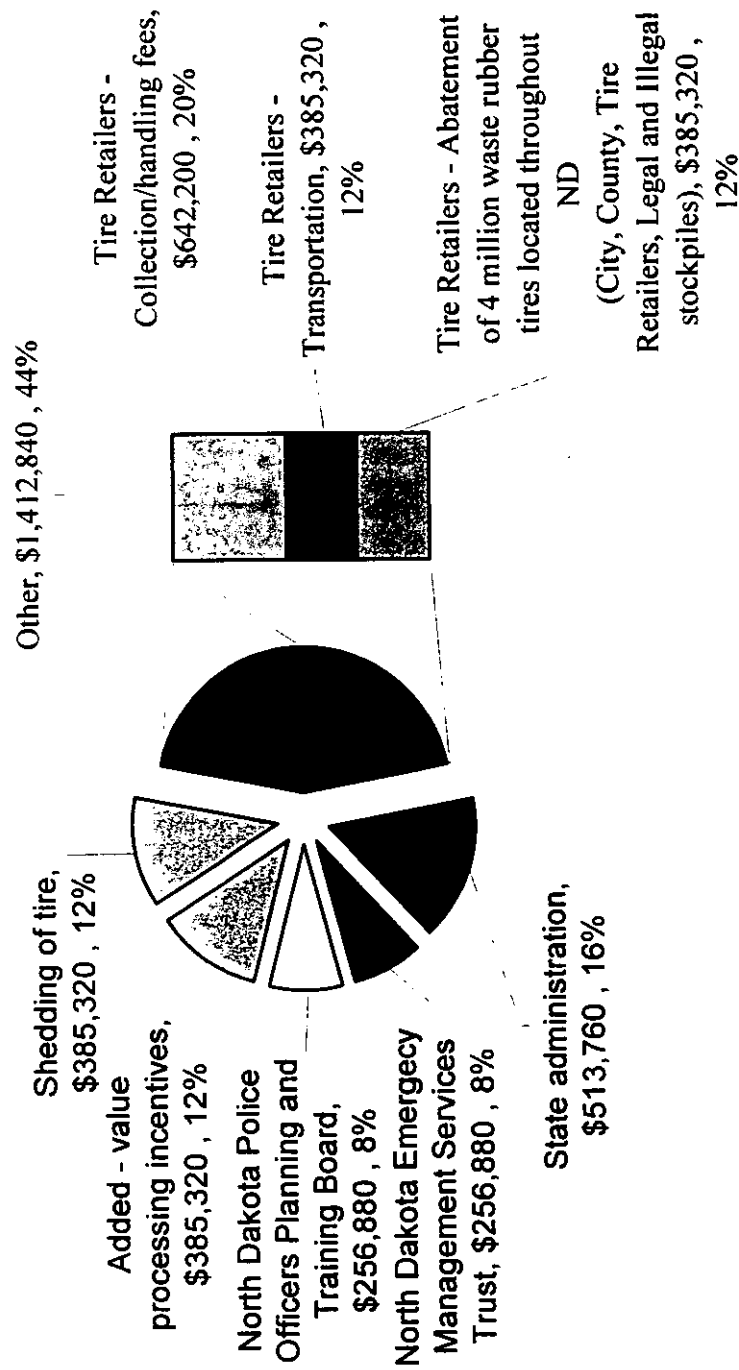 Other, $1,412,840 , 44%
Shedding of tire,
$385,320 , 12%
Added - value
processing incentives,
$385,320 , 12%
North Dakota Police
Officers Planning and
Training Board,
$256,880 , 8%
North Dakota Emergecy
Management Services
Trust, $256,880 , 8%
State administration,
$513,760 , 16%
Tire Retailers -
Collection/handling fees,
$642,200 , 20%
Tire Retailers -
Transportation, $385,320 ,
12%
Tire Retailers - Abatement
of 4 million waste rubber
tires located throughout
ND
(City, County, Tire
Retailers, Legal and Illegal
stockpiles), $385,320 ,
12%